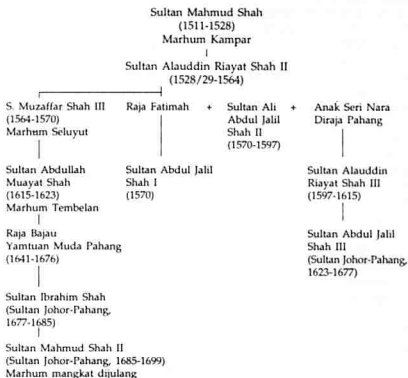 Sultan Mahmud Shah
(1511-1528)
Marhum Kampar
Sultan Alauddin Riayat Shah II
(1528/29-1564)
S. Muzaffar Shah III
(1564-1570)
Marhum Seluyut
Raja Fatimah + Sultan Ali
Abdul Jalil
Shah II
(1570-1597)
+ Anak Seri Nara
Diraja Pahang
Sultan Abdullah
Muayat Shah
(1615-1623)
Marhum Tembelan
Sultan Abdul Jalil
Shah I
(1570)
Sultan Alauddin
Riayat Shah III
(1597-1615)
Raja Bajau
Yamtuan Muda Pahang
(1641-1676)
Sultan Abdul Jalil
Shah III
(Sultan Johor-Pahang,
1623-1677)
Sultan Ibrahim Shah
(Sultan Johor-Pahang,
1677-1685)
Sultan Mahmud Shah II
(Sultan Johor-Pahang, 1685-1699)
Marhum mangkat dijulang